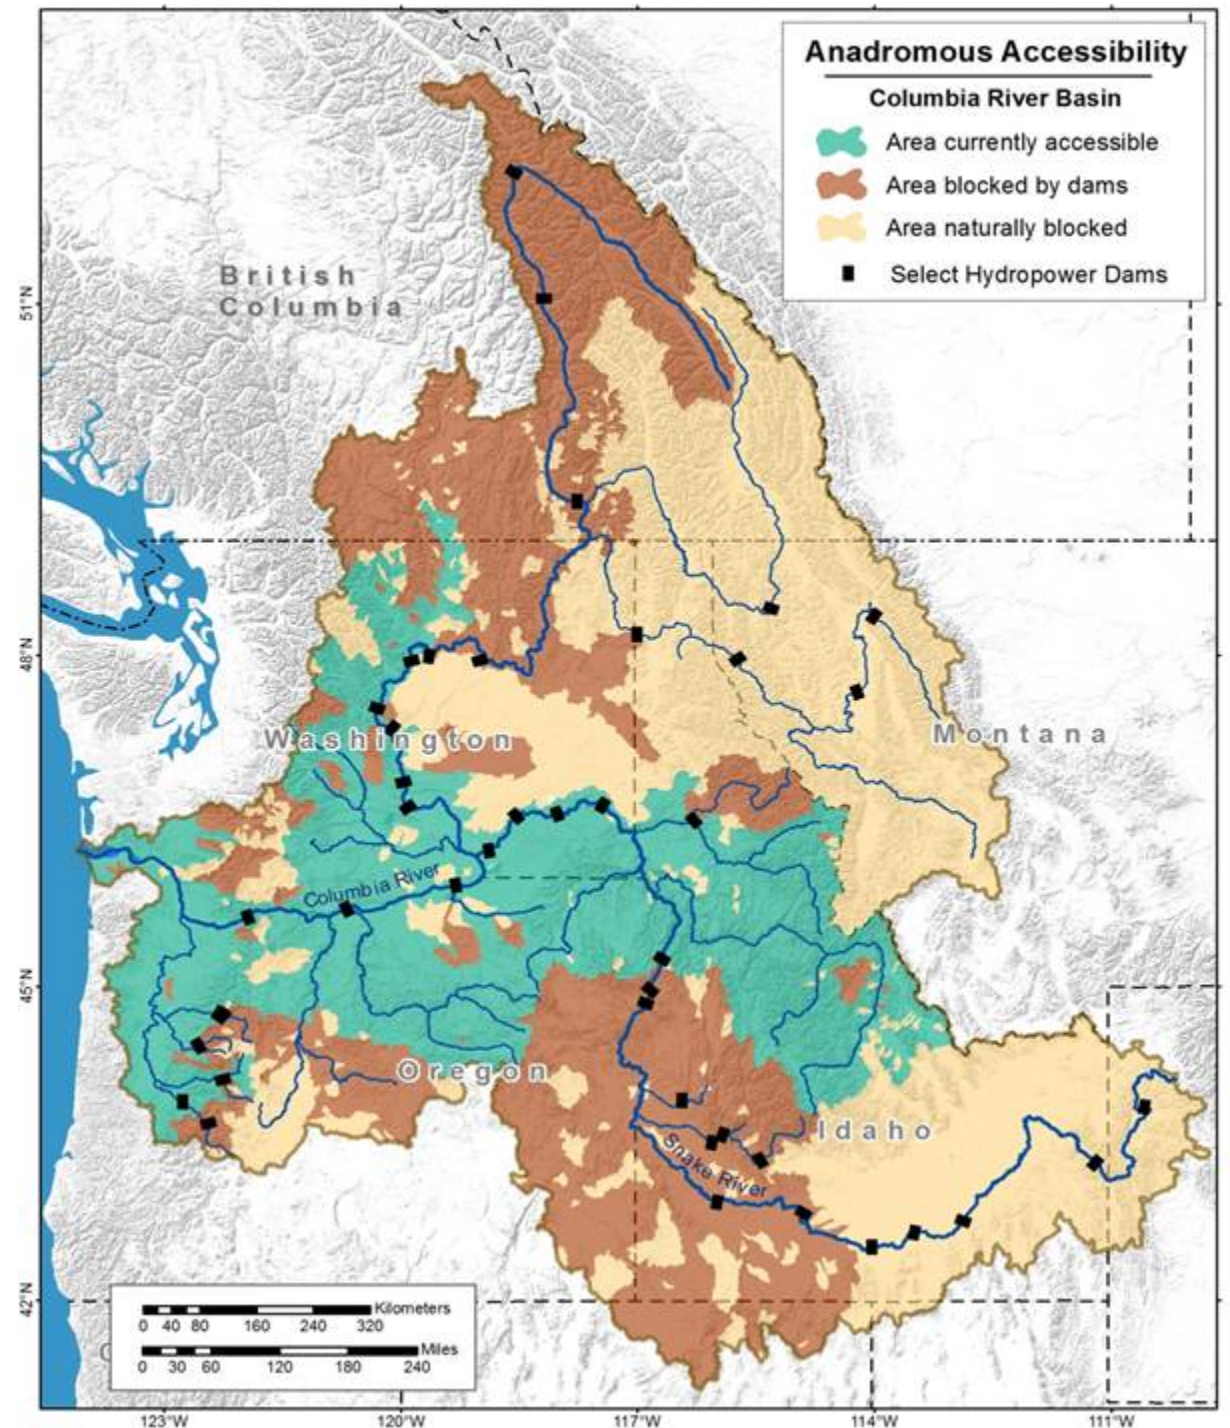 Anadromous Accessibility
Columbia River Basin
Area currently accessible
Area blocked by dams
Area naturally blocked
Select Hydropower Dams
British
Columbia
51°N
48°N
Washington
Montana
Columbia River
45°N
Oregon
Idaho
Snake River
42°N
Kilometers
0 40 80 160 240 320
Miles
0 30 60 120 180 240
123°W
120°W
117°W
114°W
111°W